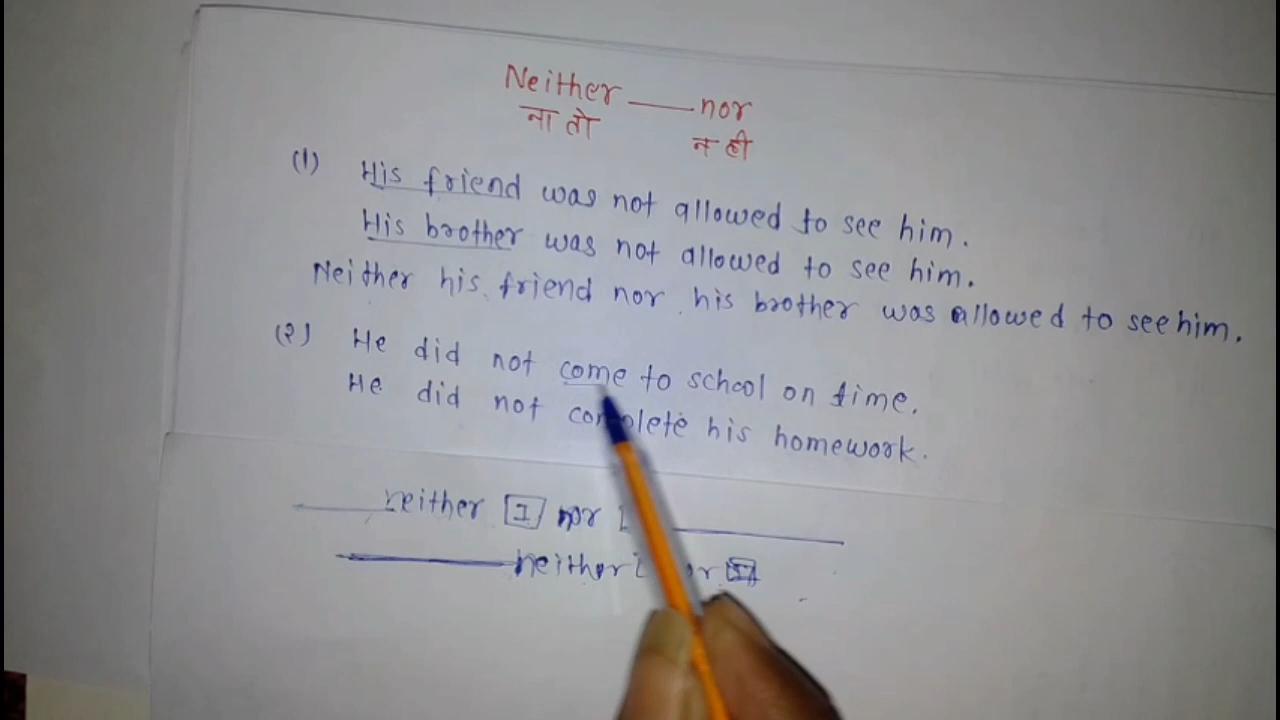 Neither ___ nor
ना तो न ही
(1) His friend was not allowed to see him.
His brother was not allowed to see him.
Neither his friend nor his brother was allowed to see him.
(२) He did not come to school on time.
He did not complete his homework.
neither I nor
neither